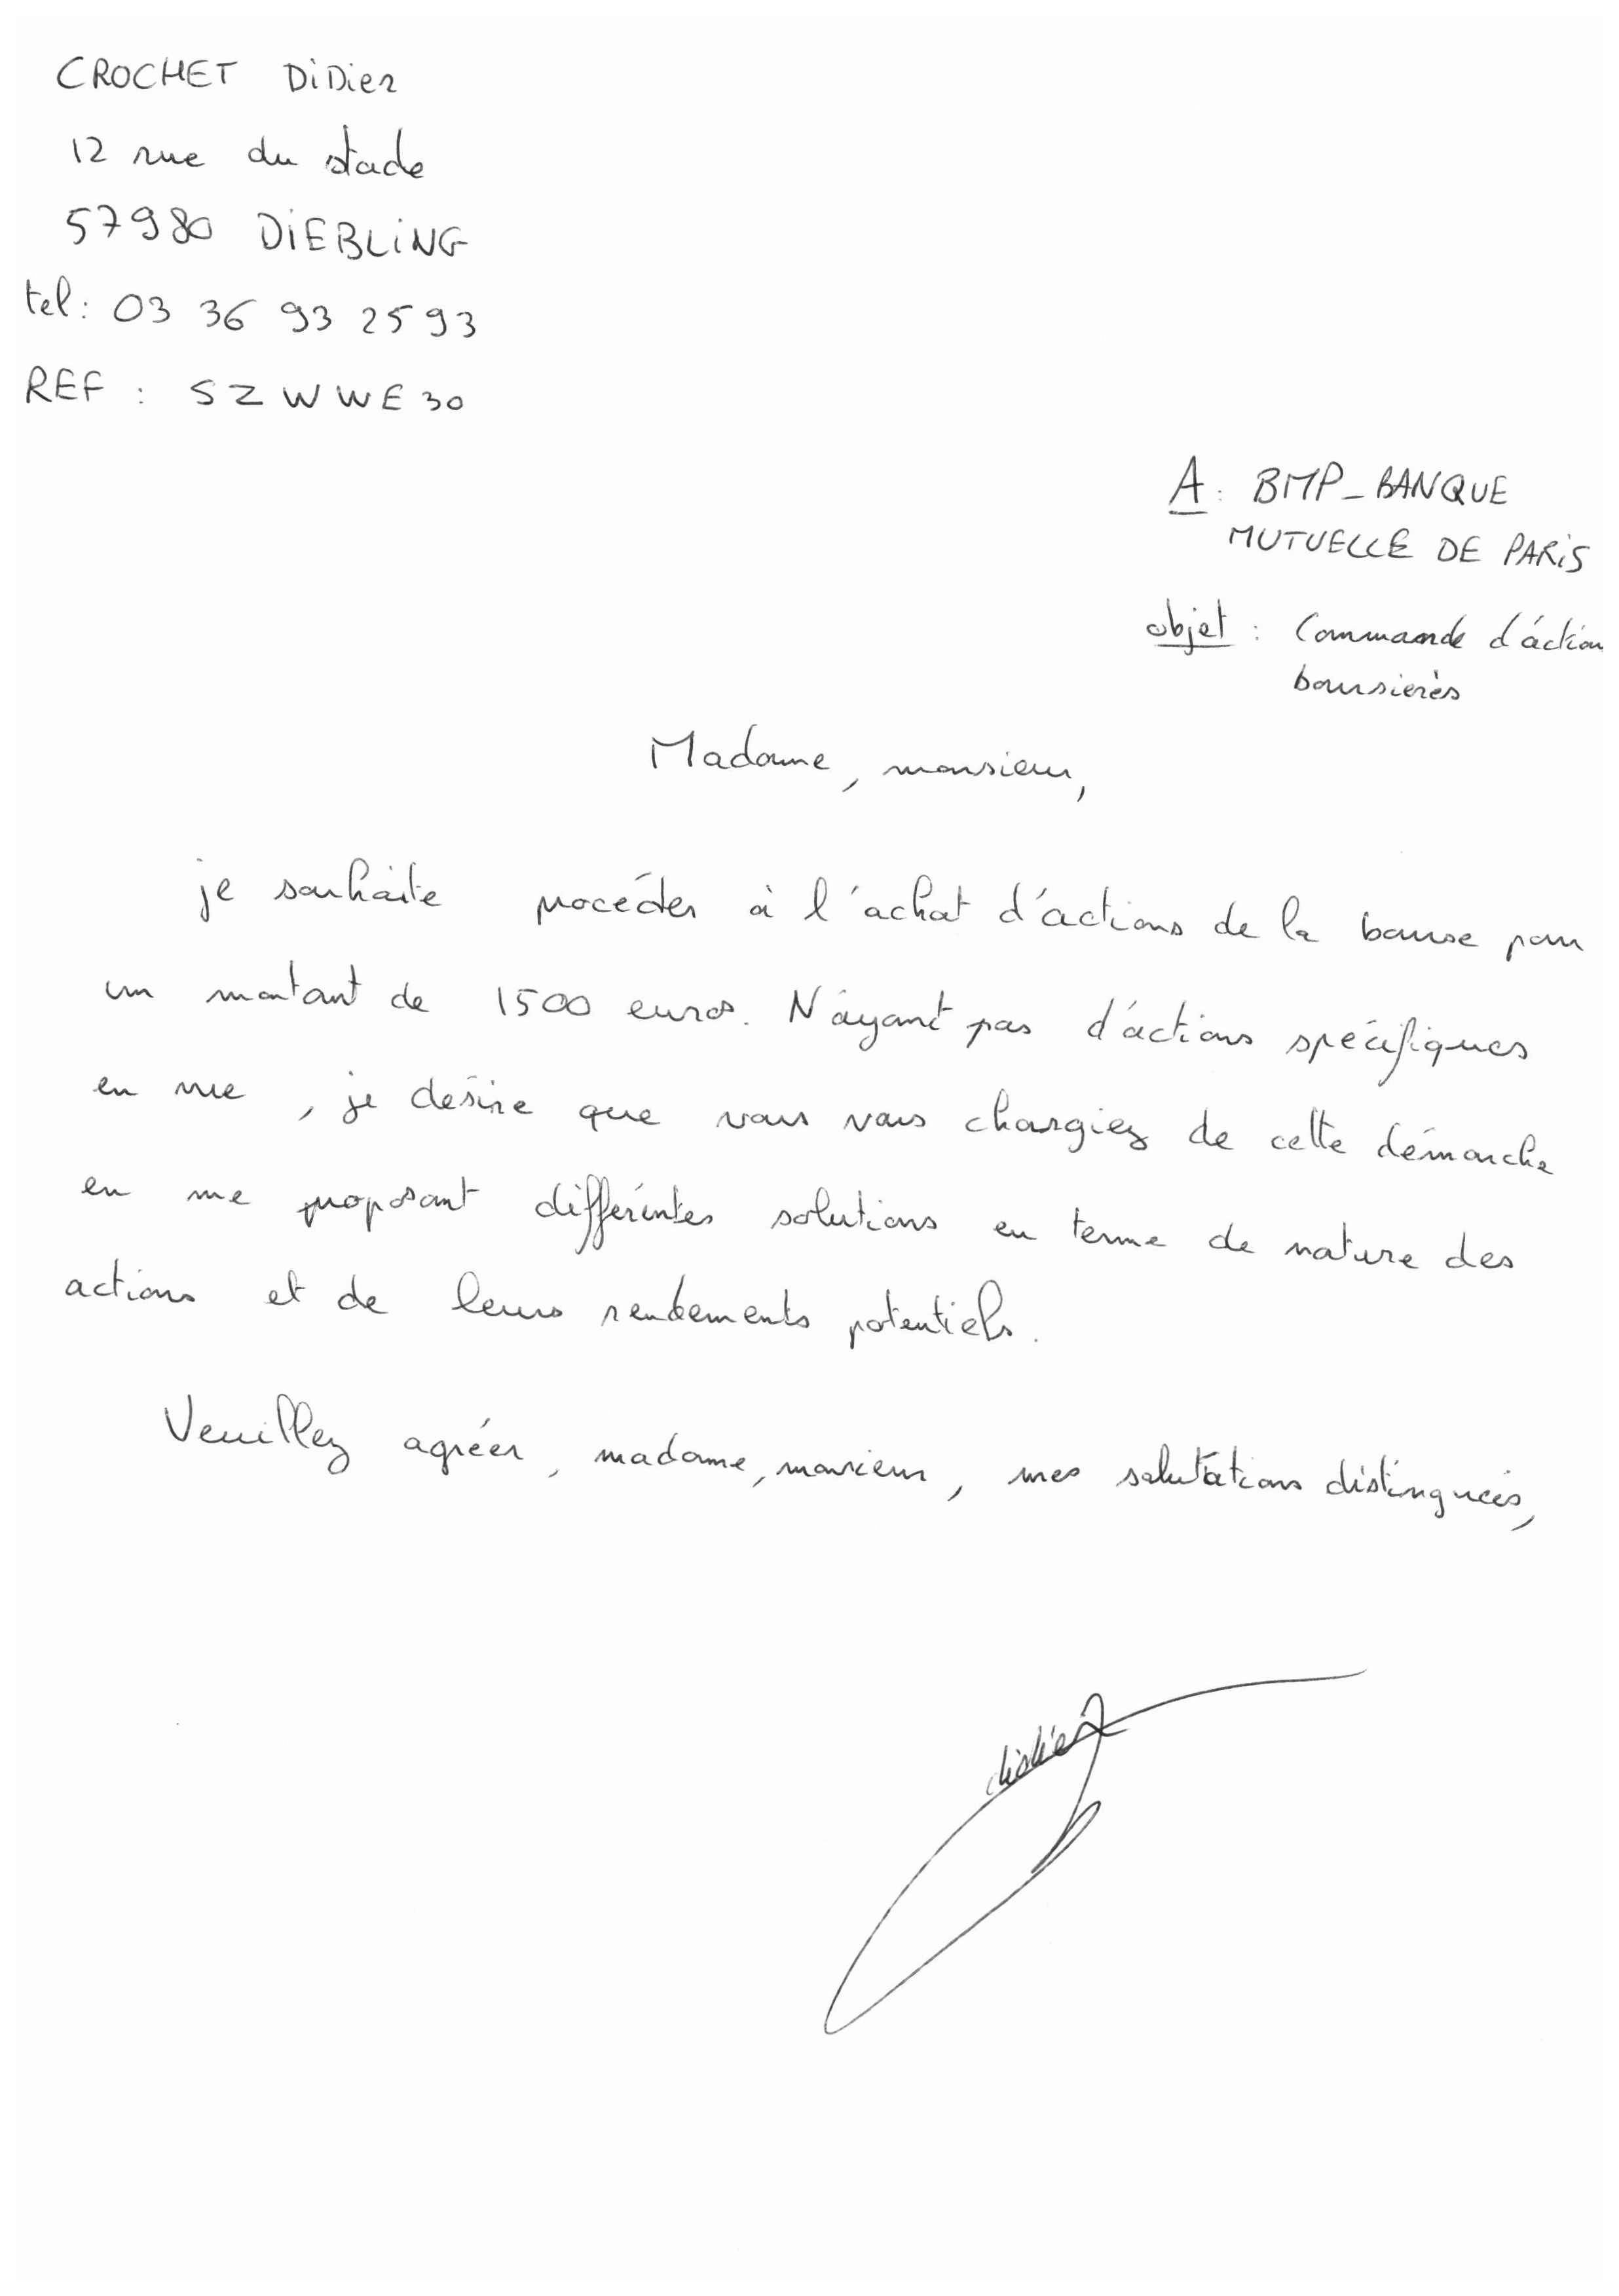 CROCHET DiDier
12 rue du stade
57980 DiEBLiNG
tel: 03 36 93 25 93
REF : SZWWE30
A : BMP_BANQUE
MUTUELLE DE PARiS
objet : Commande d'action
boursières
Madame, monsieur,
je souhaite procéder à l'achat d'actions de la bourse pour
un montant de 1500 euros. N'ayant pas d'actions spécifiques
en vue, je désire que vous vous chargiez de cette démarche
en me proposant différentes solutions en terme de nature des
actions et de leurs rendements potentiels.
Veuillez agréer, madame, monsieur, mes salutations distinguées,
didier